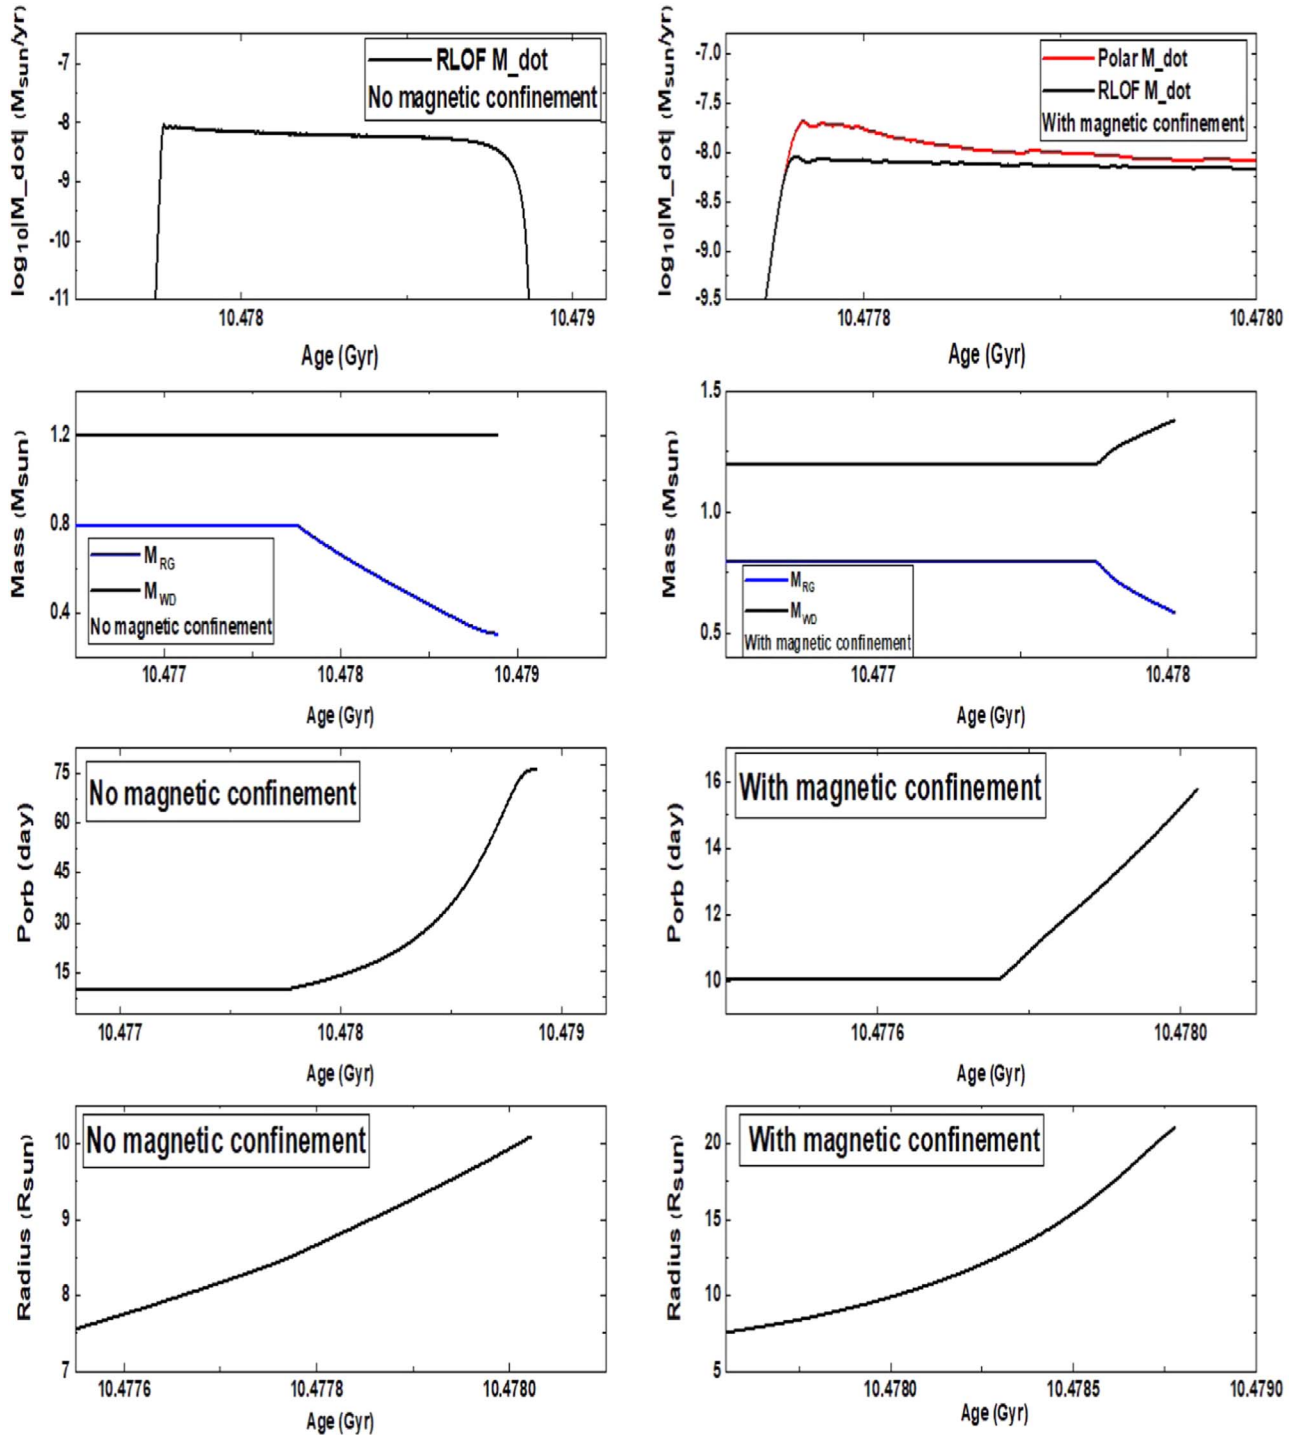 log10|M_dot| (Msun/yr)
-7
-8
-9
-10
-11
RLOF M_dot
No magnetic confinement
10.478
10.479
Age (Gyr)
log10|M_dot| (Msun/yr)
-7.0
-7.5
-8.0
-8.5
-9.0
-9.5
Polar M_dot
RLOF M_dot
With magnetic confinement
10.4778
10.4780
Age (Gyr)
Mass (Msun)
1.2
0.8
0.4
MRG
MWD
No magnetic confinement
10.477
10.478
10.479
Age (Gyr)
Mass (Msun)
1.5
1.0
0.5
MRG
MWD
With magnetic confinement
10.477
10.478
Age (Gyr)
Porb (day)
75
60
45
30
15
No magnetic confinement
10.477
10.478
10.479
Age (Gyr)
Porb (day)
16
14
12
10
With magnetic confinement
10.4776
10.4780
Age (Gyr)
Radius (Rsun)
10
9
8
7
No magnetic confinement
10.4776
10.4778
10.4780
Age (Gyr)
Radius (Rsun)
20
15
10
5
With magnetic confinement
10.4780
10.4785
10.4790
Age (Gyr)